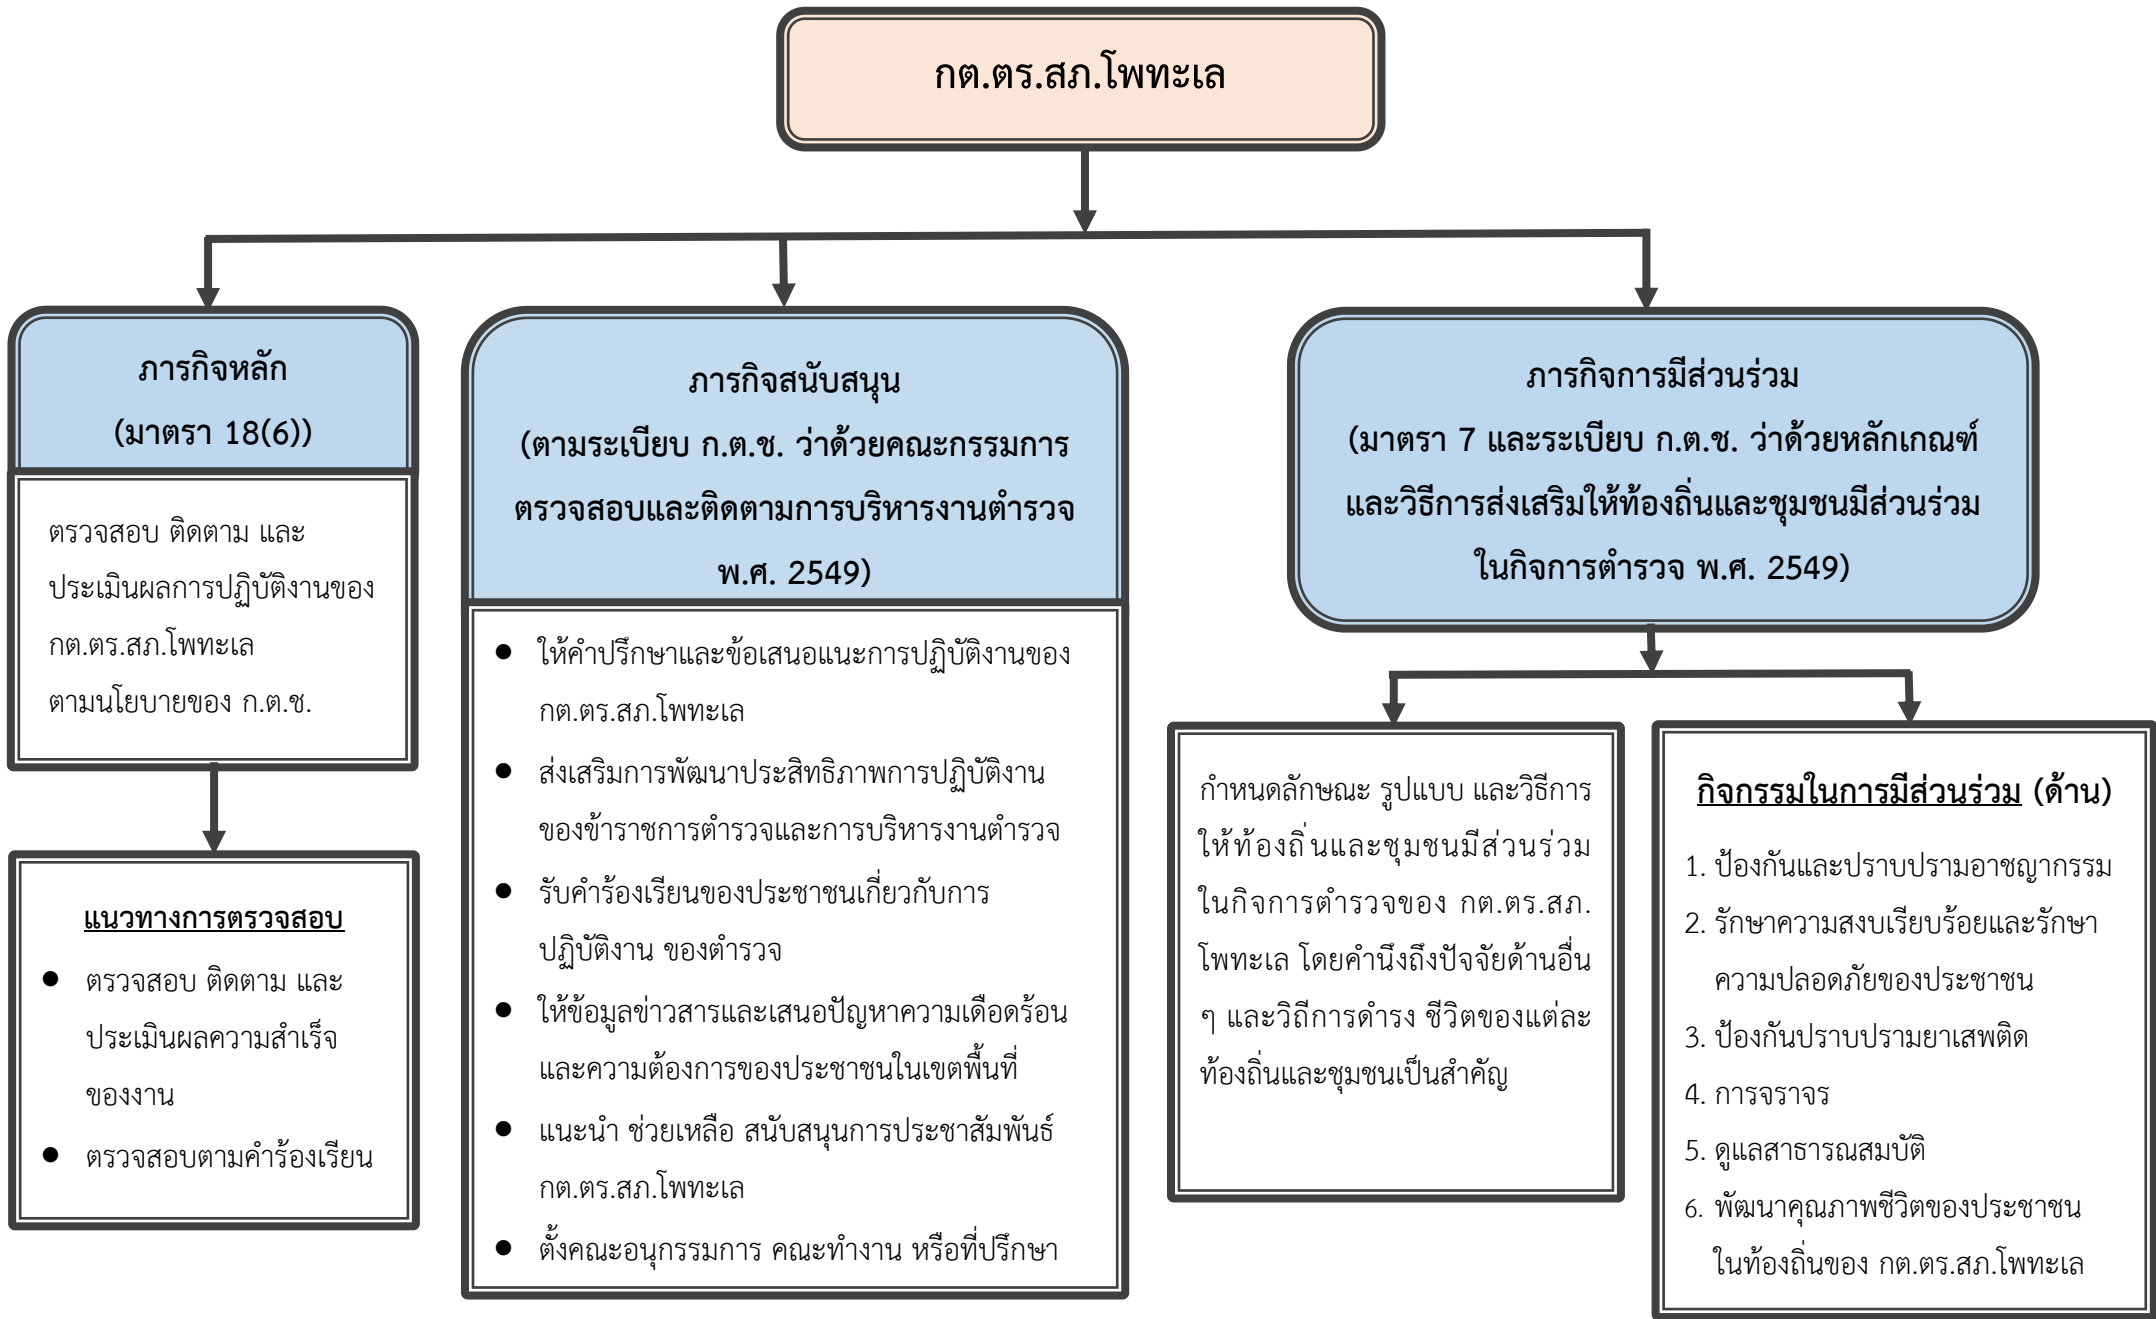 กต.ตร.สภ.โพทะเล
ภารกิจหลัก
(มาตรา 18(6))
ตรวจสอบ ติดตาม และ
ประเมินผลการปฏิบัติงานของ
กต.ตร.สภ.โพทะเล
ตามนโยบายของ ก.ต.ช.
แนวทางการตรวจสอบ
● ตรวจสอบ ติดตาม และ
ประเมินผลความสำเร็จ
ของงาน
● ตรวจสอบตามคำร้องเรียน
ภารกิจสนับสนุน
(ตามระเบียบ ก.ต.ช. ว่าด้วยคณะกรรมการ
ตรวจสอบและติดตามการบริหารงานตำรวจ
พ.ศ. 2549)
● ให้คำปรึกษาและข้อเสนอแนะการปฏิบัติงานของ
กต.ตร.สภ.โพทะเล
● ส่งเสริมการพัฒนาประสิทธิภาพการปฏิบัติงาน
ของข้าราชการตำรวจและการบริหารงานตำรวจ
● รับคำร้องเรียนของประชาชนเกี่ยวกับการ
ปฏิบัติงาน ของตำรวจ
● ให้ข้อมูลข่าวสารและเสนอปัญหาความเดือดร้อน
และความต้องการของประชาชนในเขตพื้นที่
● แนะนำ ช่วยเหลือ สนับสนุนการประชาสัมพันธ์
กต.ตร.สภ.โพทะเล
● ตั้งคณะอนุกรรมการ คณะทำงาน หรือที่ปรึกษา
ภารกิจการมีส่วนร่วม
(มาตรา 7 และระเบียบ ก.ต.ช. ว่าด้วยหลักเกณฑ์
และวิธีการส่งเสริมให้ท้องถิ่นและชุมชนมีส่วนร่วม
ในกิจการตำรวจ พ.ศ. 2549)
กำหนดลักษณะ รูปแบบ และวิธีการ
ให้ท้องถิ่นและชุมชนมีส่วนร่วม
ในกิจการตำรวจของ กต.ตร.สภ.
โพทะเล โดยคำนึงถึงปัจจัยด้านอื่น
ๆ และวิถีการดำรง ชีวิตของแต่ละ
ท้องถิ่นและชุมชนเป็นสำคัญ
กิจกรรมในการมีส่วนร่วม (ด้าน)
1. ป้องกันและปราบปรามอาชญากรรม
2. รักษาความสงบเรียบร้อยและรักษา
ความปลอดภัยของประชาชน
3. ป้องกันปราบปรามยาเสพติด
4. การจราจร
5. ดูแลสาธารณสมบัติ
6. พัฒนาคุณภาพชีวิตของประชาชน
ในท้องถิ่นของ กต.ตร.สภ.โพทะเล